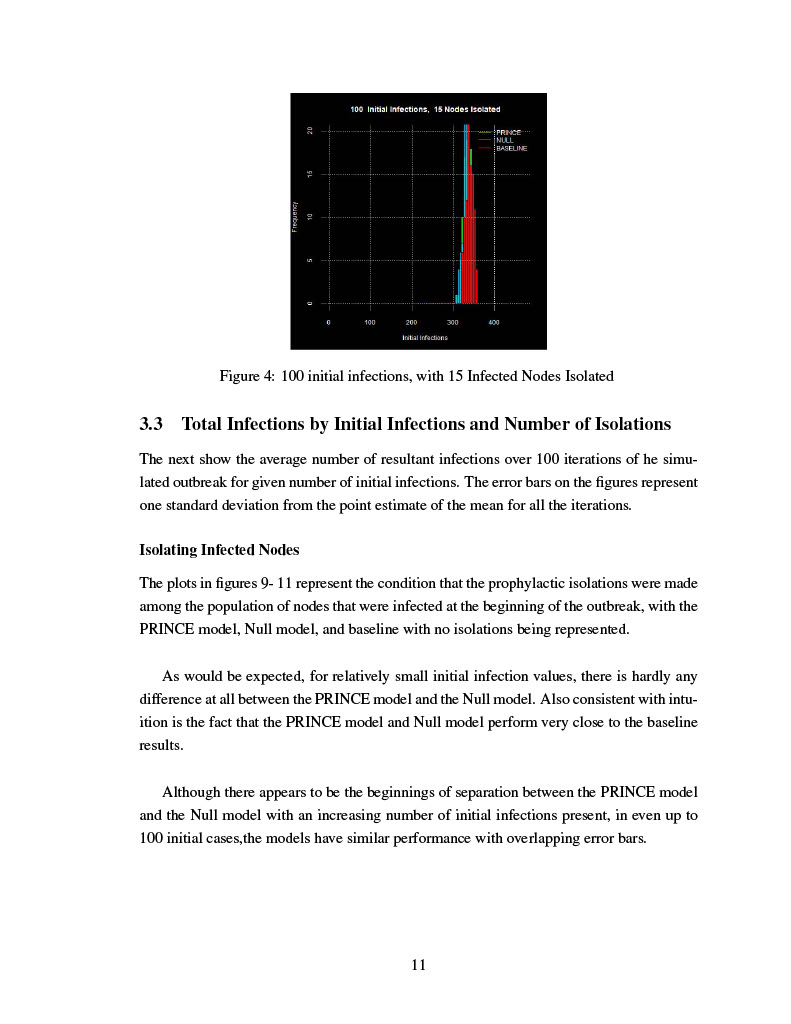 100 Initial Infections, 15 Nodes Isolated
PRINCE
NULL
BASELINE
20
15
10
5
0
Frequency
0 100 200 300 400
Initial Infections
Figure 4: 100 initial infections, with 15 Infected Nodes Isolated
3.3 Total Infections by Initial Infections and Number of Isolations
The next show the average number of resultant infections over 100 iterations of he simu-
lated outbreak for given number of initial infections. The error bars on the figures represent
one standard deviation from the point estimate of the mean for all the iterations.
Isolating Infected Nodes
The plots in figures 9- 11 represent the condition that the prophylactic isolations were made
among the population of nodes that were infected at the beginning of the outbreak, with the
PRINCE model, Null model, and baseline with no isolations being represented.
As would be expected, for relatively small initial infection values, there is hardly any
difference at all between the PRINCE model and the Null model. Also consistent with intu-
ition is the fact that the PRINCE model and Null model perform very close to the baseline
results.
Although there appears to be the beginnings of separation between the PRINCE model
and the Null model with an increasing number of initial infections present, in even up to
100 initial cases,the models have similar performance with overlapping error bars.
11